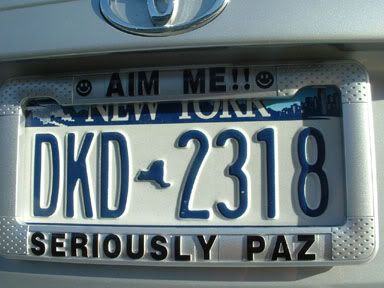 AIM ME!!
NEW YORK
DKD 2318
SERIOUSLY PAZ